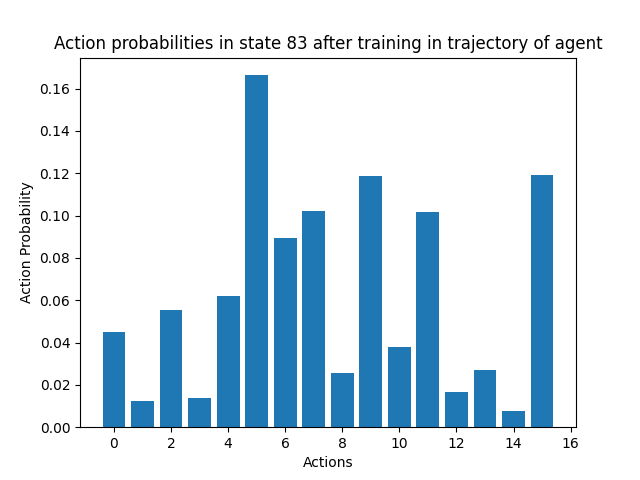 Action probabilities in state 83 after training in trajectory of agent
0.16
0.14
0.12
0.10
0.08
0.06
0.04
0.02
0.00
Action Probability
0 2 4 6 8 10 12 14 16
Actions